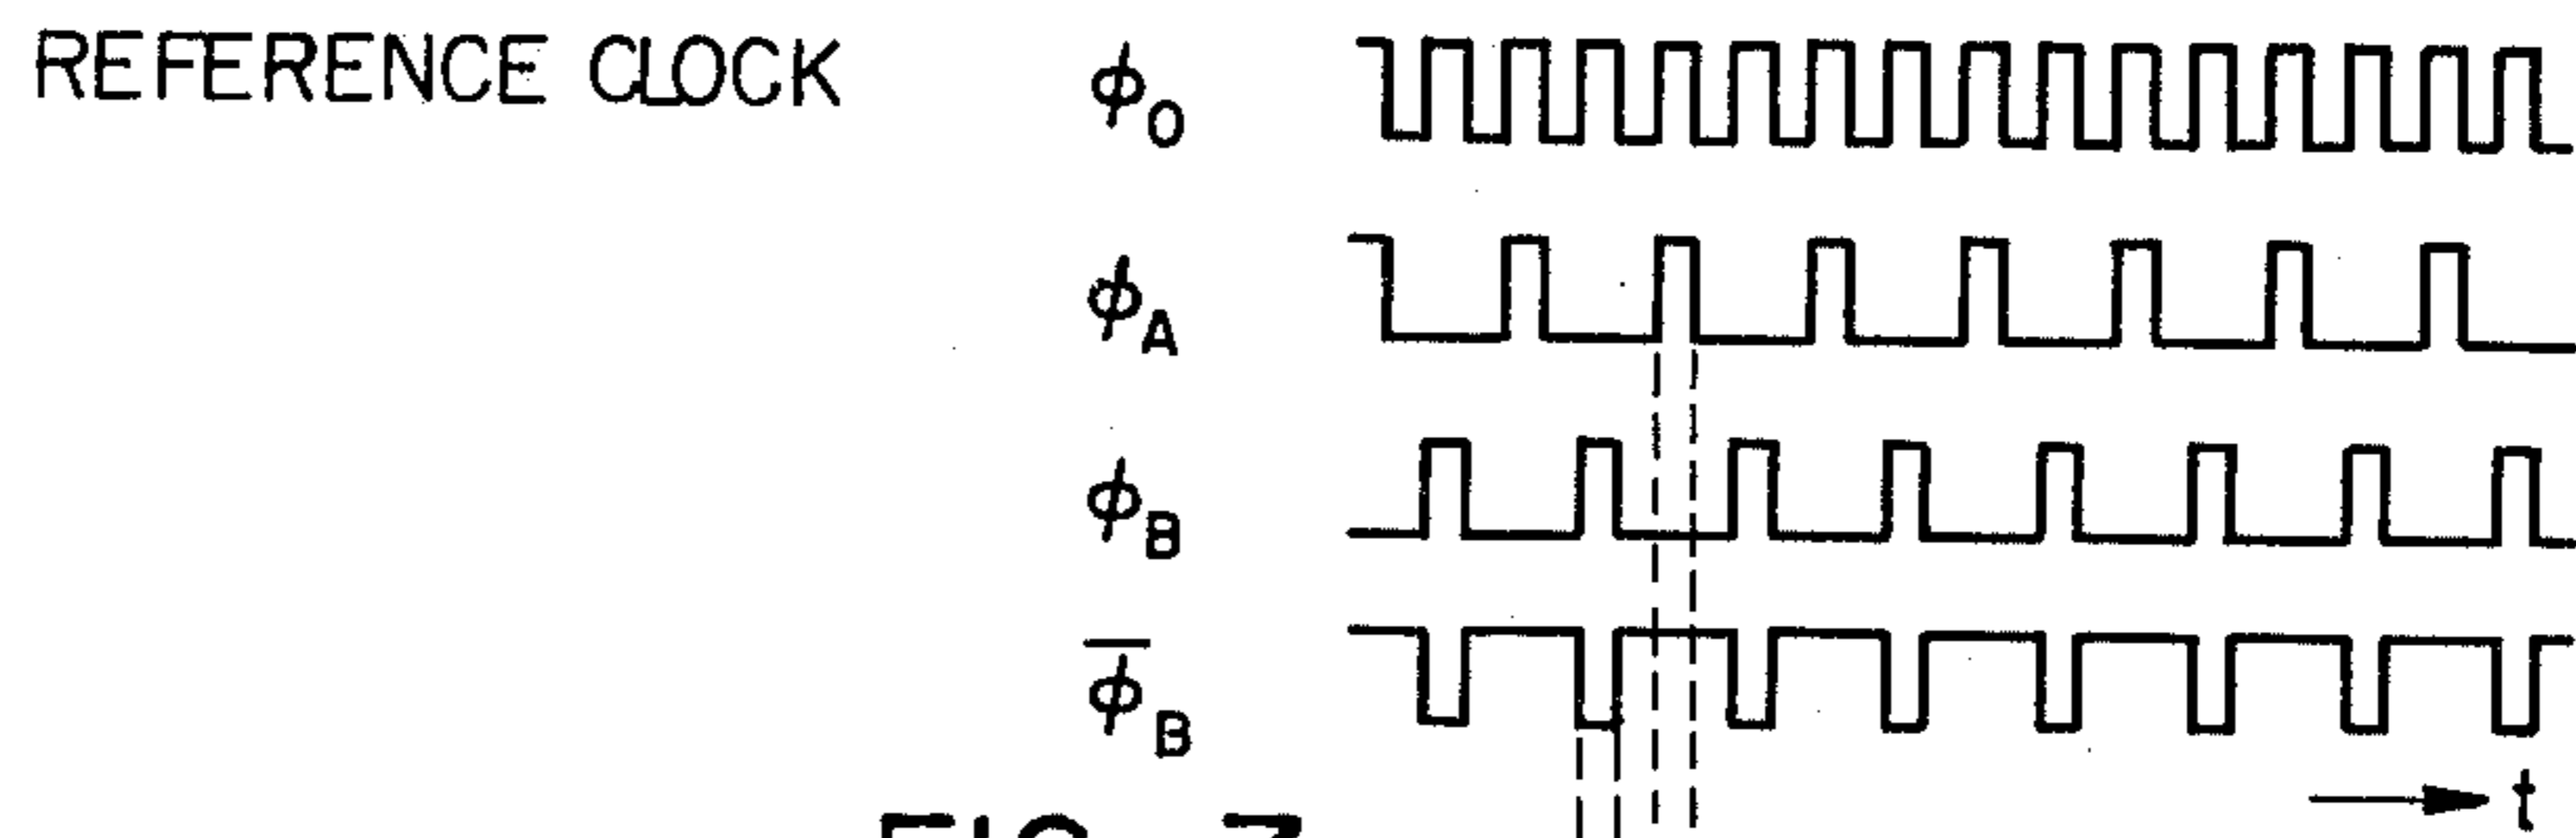 REFERENCE CLOCK ϕ0
ϕA
ϕB
ϕ̅B
t